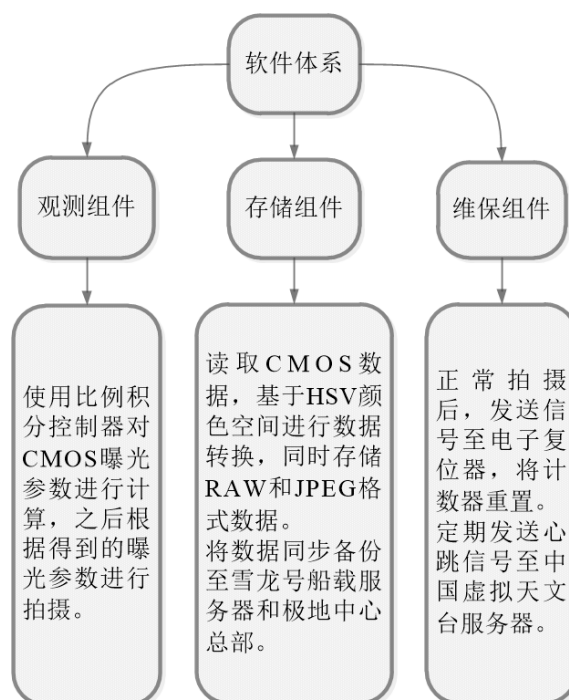 软件体系
观测组件
存储组件
维保组件
使用比例积
分控制器对
CMOS曝光
参数进行计
算，之后根
据得到的曝
光参数进行
拍摄。
读取CMOS数
据，基于HSV颜
色空间进行数据
转换，同时存储
RAW和JPEG格
式数据。
将数据同步备份
至雪龙号船载服
务器和极地中心
总部。
正常拍摄
后，发送信
号至电子复
位器，将计
数器重置。
定期发送心
跳信号至中
国虚拟天文
台服务器。